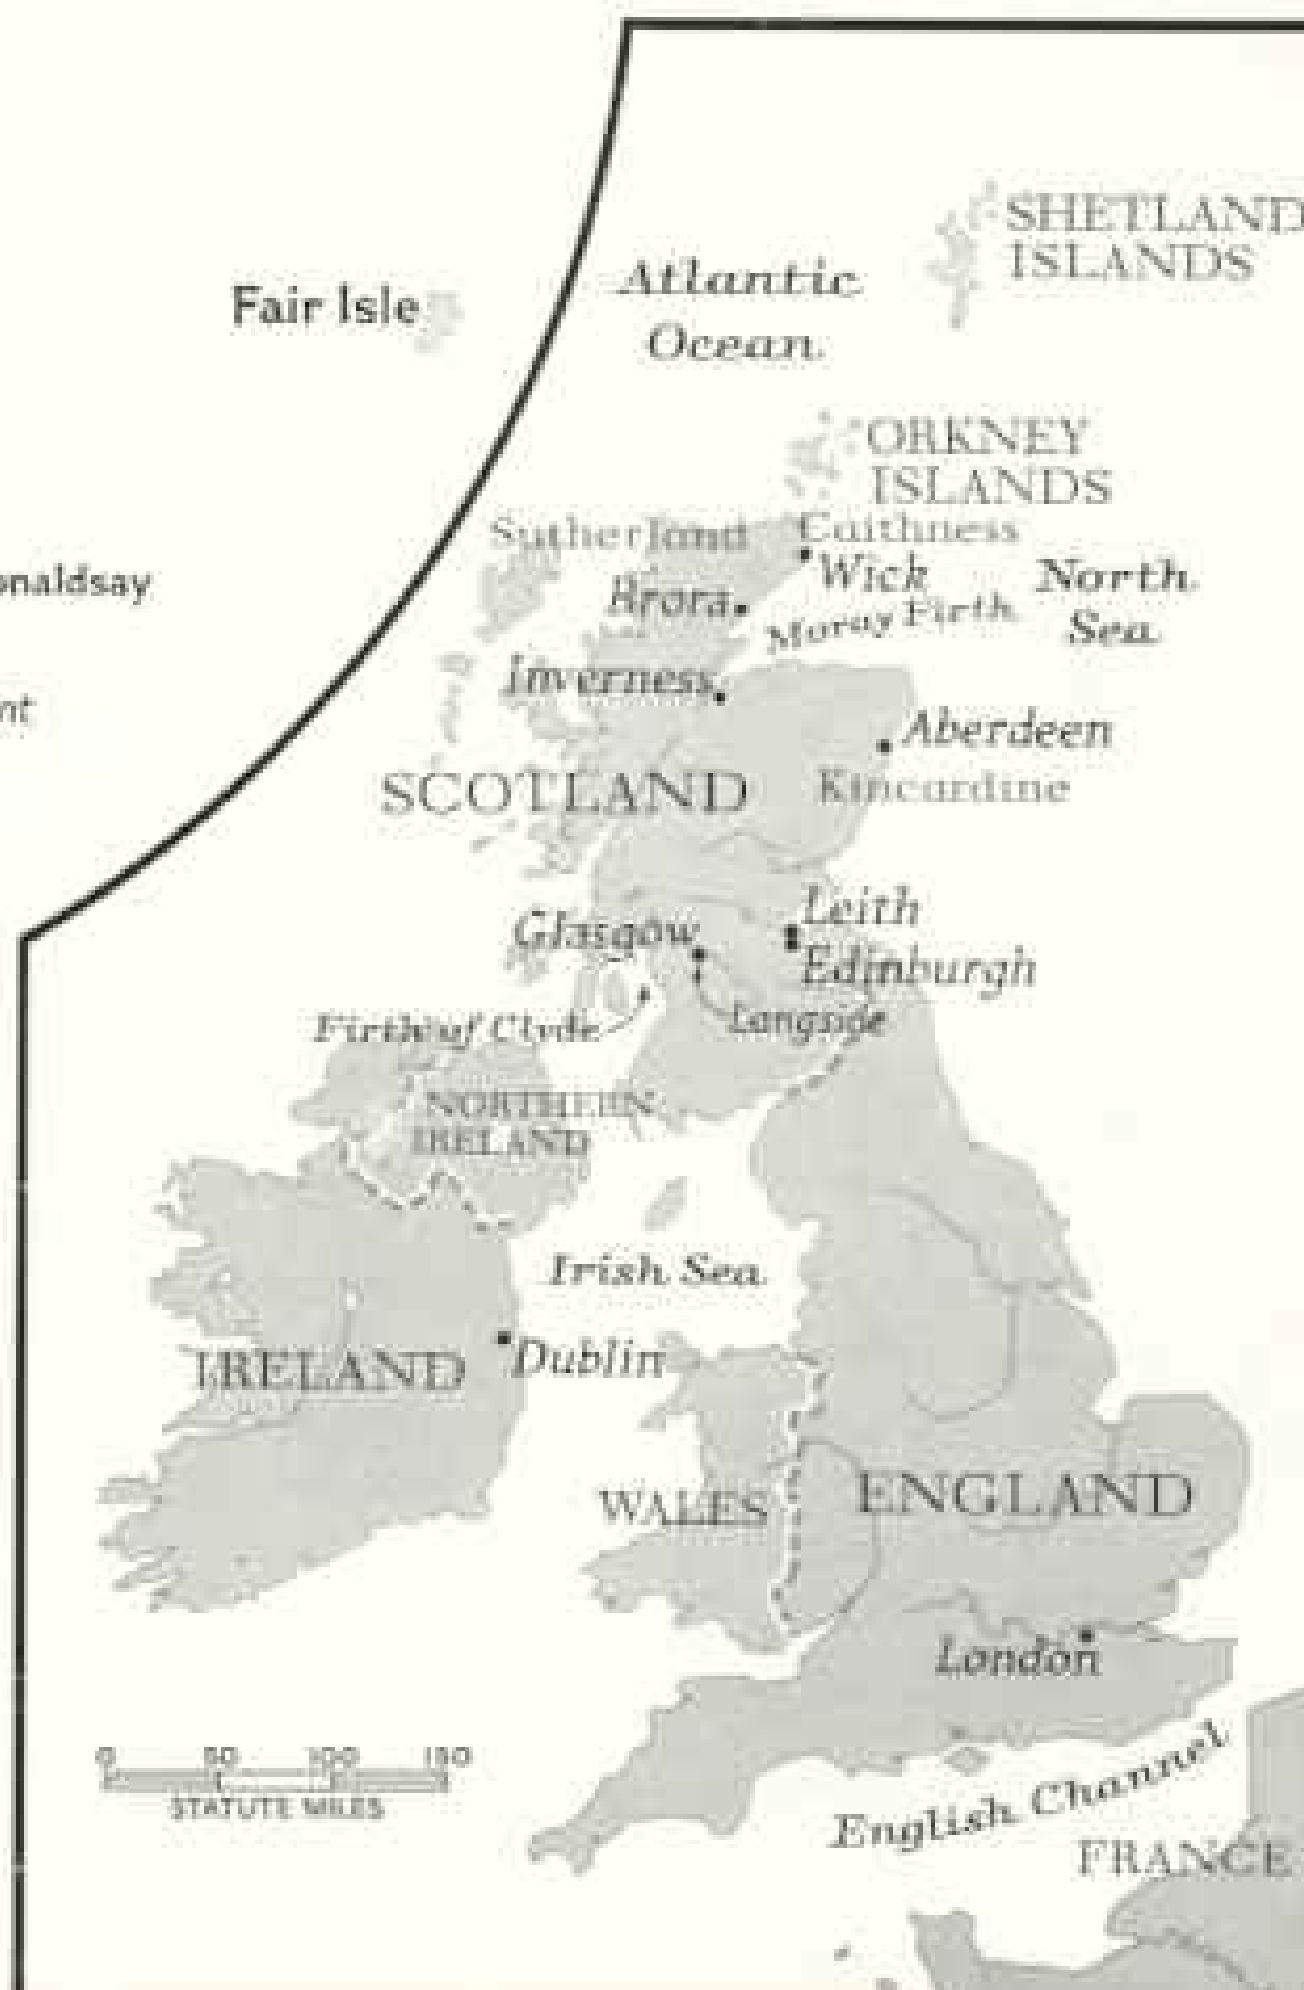 SHETLAND
ISLANDS
Atlantic
Ocean
Fair Isle
ORKNEY
ISLANDS
Sutherland
Caithness
Wick
North
Sea
onaldsay
Brora
Moray Firth
Inverness
nt
Aberdeen
SCOTLAND
Kincardine
Leith
Glasgow
Edinburgh
Firth of Clyde
Langside
NORTHERN
IRELAND
Irish Sea
Dublin
IRELAND
WALES
ENGLAND
London
0 50 100 150
STATUTE MILES
English Channel
FRANCE